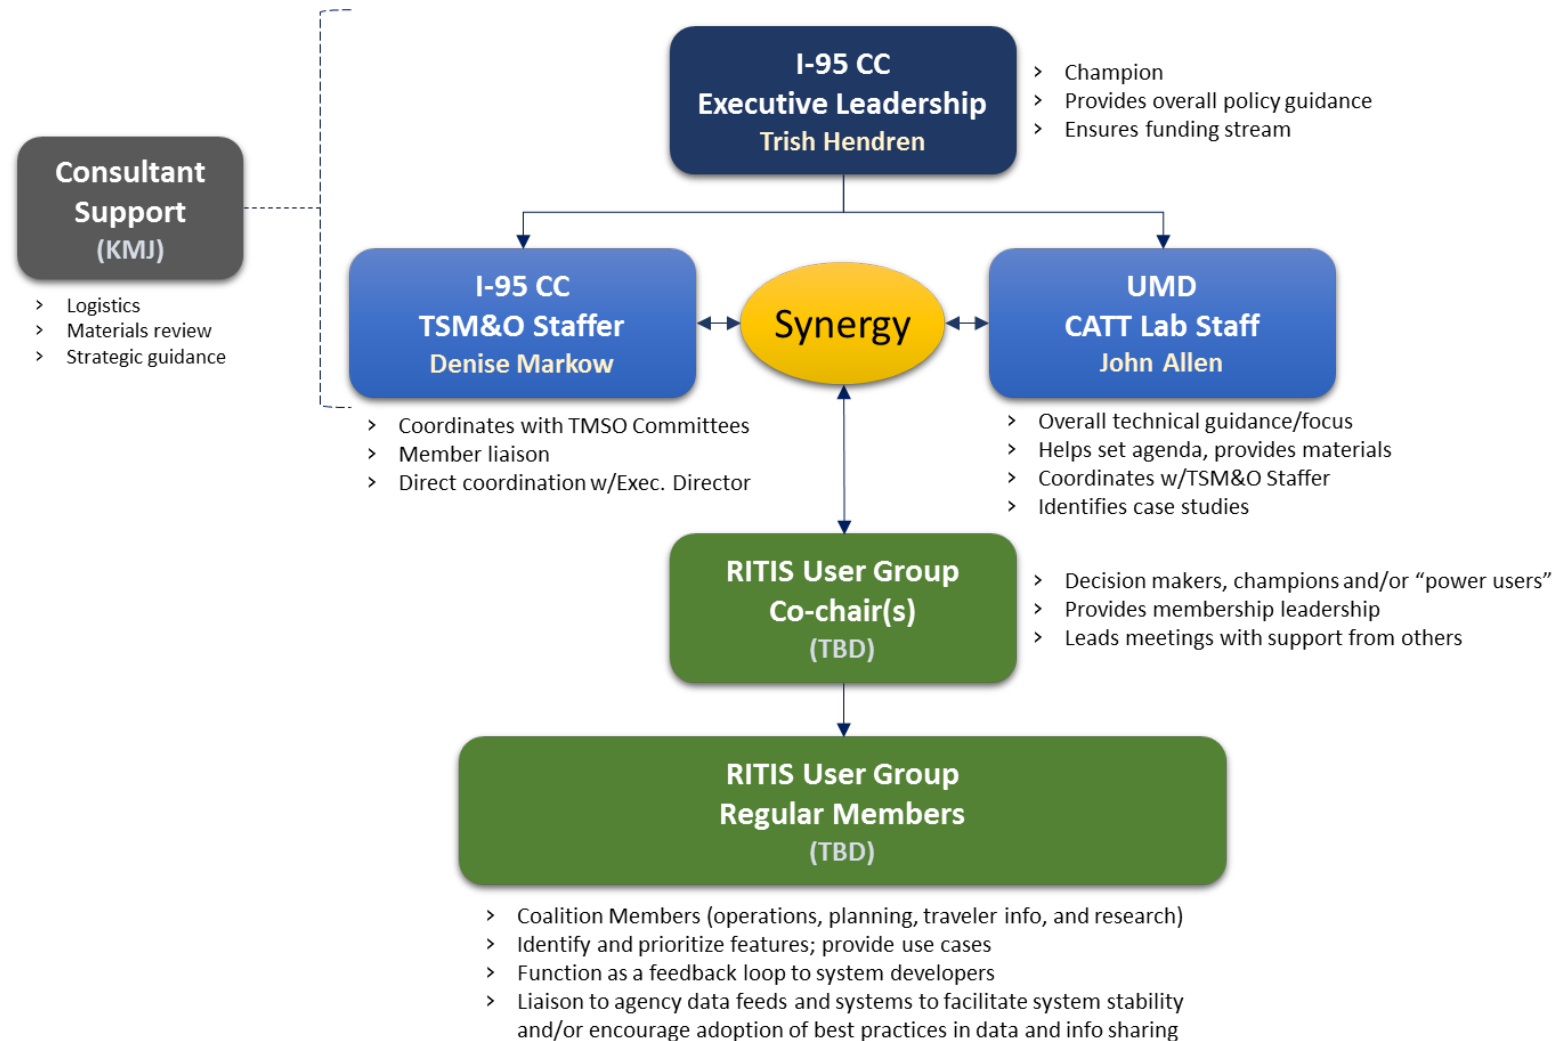 I-95 CC
Executive Leadership
Trish Hendren
> Champion
> Provides overall policy guidance
> Ensures funding stream
Consultant
Support
(KMJ)
> Logistics
> Materials review
> Strategic guidance
I-95 CC
TSM&O Staffer
Denise Markow
Synergy
UMD
CATT Lab Staff
John Allen
> Coordinates with TMSO Committees
> Member liaison
> Direct coordination w/Exec. Director
> Overall technical guidance/focus
> Helps set agenda, provides materials
> Coordinates w/TSM&O Staffer
> Identifies case studies
RITIS User Group
Co-chair(s)
(TBD)
> Decision makers, champions and/or “power users”
> Provides membership leadership
> Leads meetings with support from others
RITIS User Group
Regular Members
(TBD)
> Coalition Members (operations, planning, traveler info, and research)
> Identify and prioritize features; provide use cases
> Function as a feedback loop to system developers
> Liaison to agency data feeds and systems to facilitate system stability
and/or encourage adoption of best practices in data and info sharing